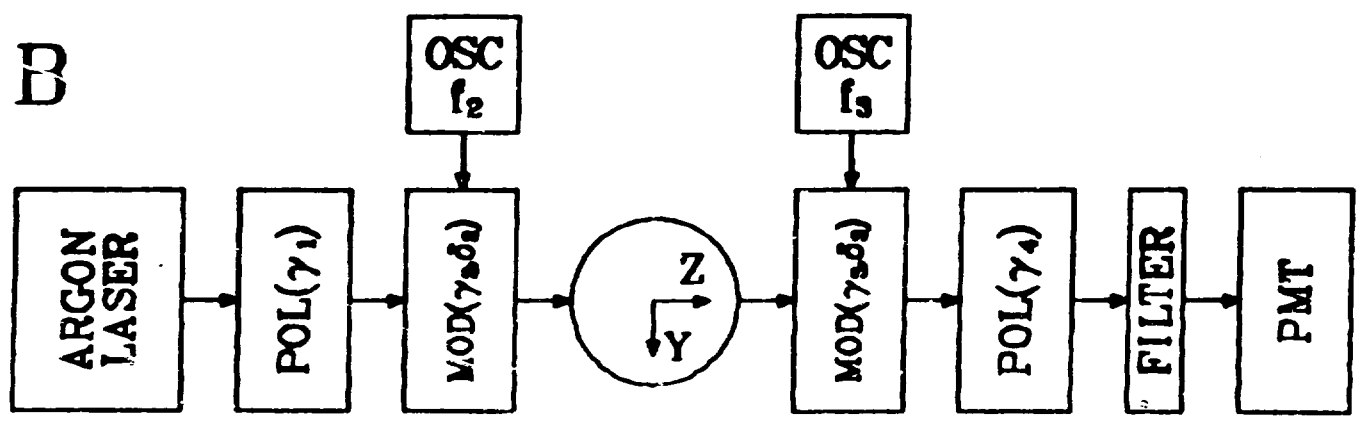 B
OSC
f₂
OSC
f₃
ARGON
LASER
POL(γ₁)
MOD(γ₂δ₂)
Z
Y
MOD(γ₃δ₃)
POL(γ₄)
FILTER
PMT